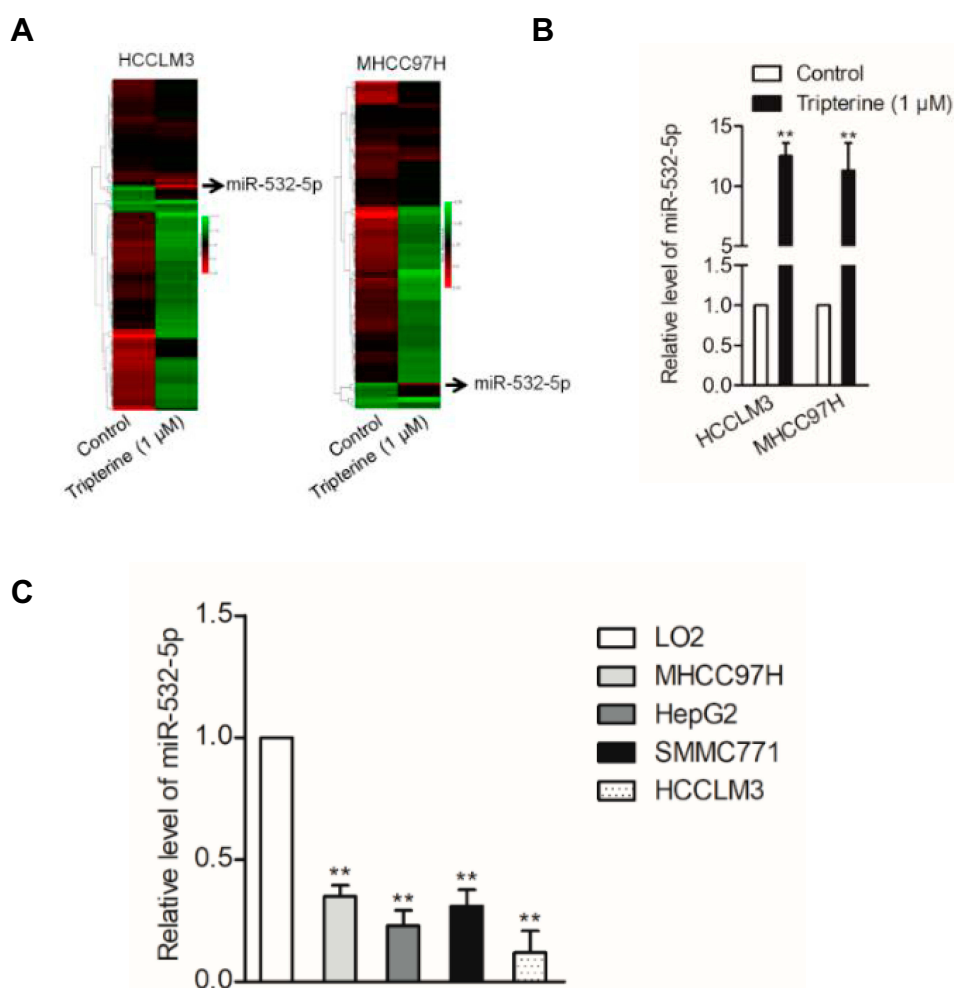 A
HCCLM3
miR-532-5p
Control
Tripterine (1 μM)
MHCC97H
miR-532-5p
Control
Tripterine (1 μM)
B
Control
Tripterine (1 μM)
Relative level of miR-532-5p
15
10
5
1.5
1.0
0.5
0.0
**
**
HCCLM3
MHCC97H
C
Relative level of miR-532-5p
1.5
1.0
0.5
0.0
**
**
**
**
LO2
MHCC97H
HepG2
SMMC771
HCCLM3